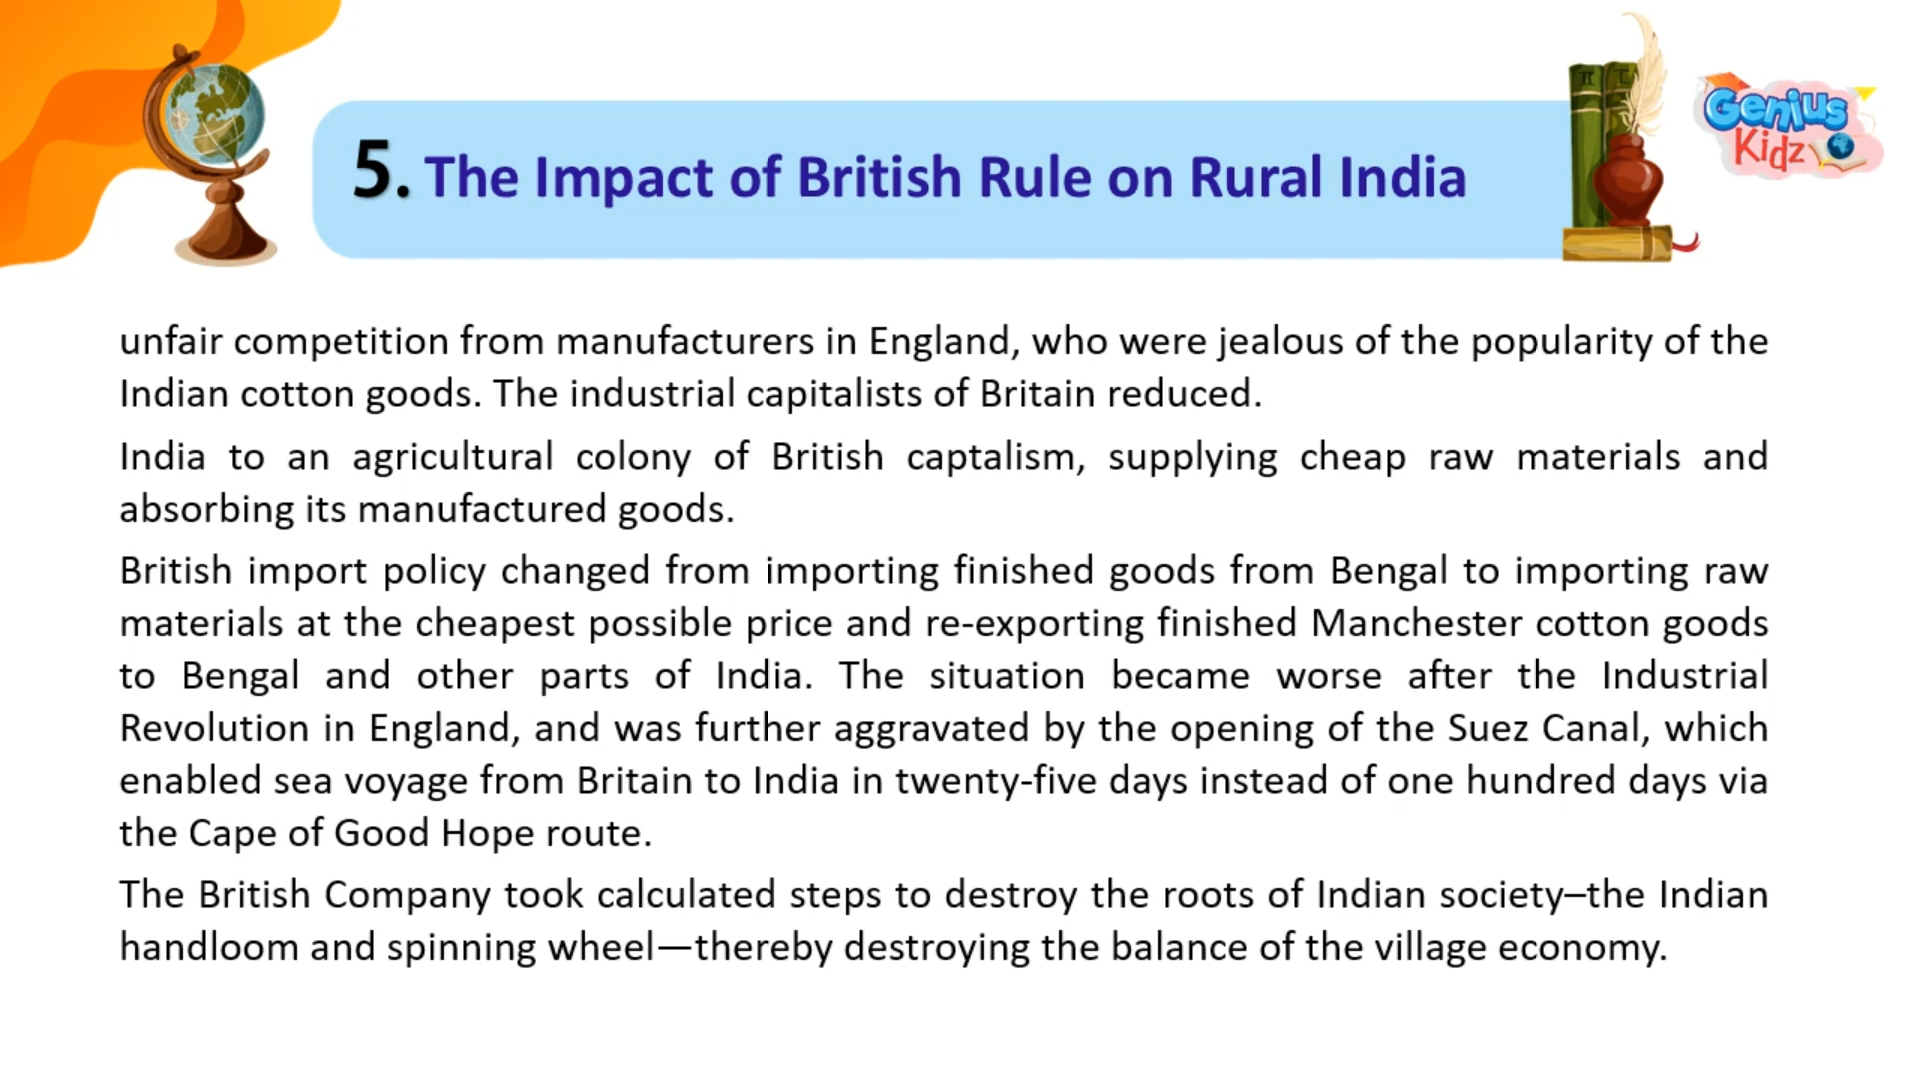 5. The Impact of British Rule on Rural India
Genius
Kidz
unfair competition from manufacturers in England, who were jealous of the popularity of the
Indian cotton goods. The industrial capitalists of Britain reduced.
India to an agricultural colony of British captalism, supplying cheap raw materials and
absorbing its manufactured goods.
British import policy changed from importing finished goods from Bengal to importing raw
materials at the cheapest possible price and re-exporting finished Manchester cotton goods
to Bengal and other parts of India. The situation became worse after the Industrial
Revolution in England, and was further aggravated by the opening of the Suez Canal, which
enabled sea voyage from Britain to India in twenty-five days instead of one hundred days via
the Cape of Good Hope route.
The British Company took calculated steps to destroy the roots of Indian society–the Indian
handloom and spinning wheel—thereby destroying the balance of the village economy.